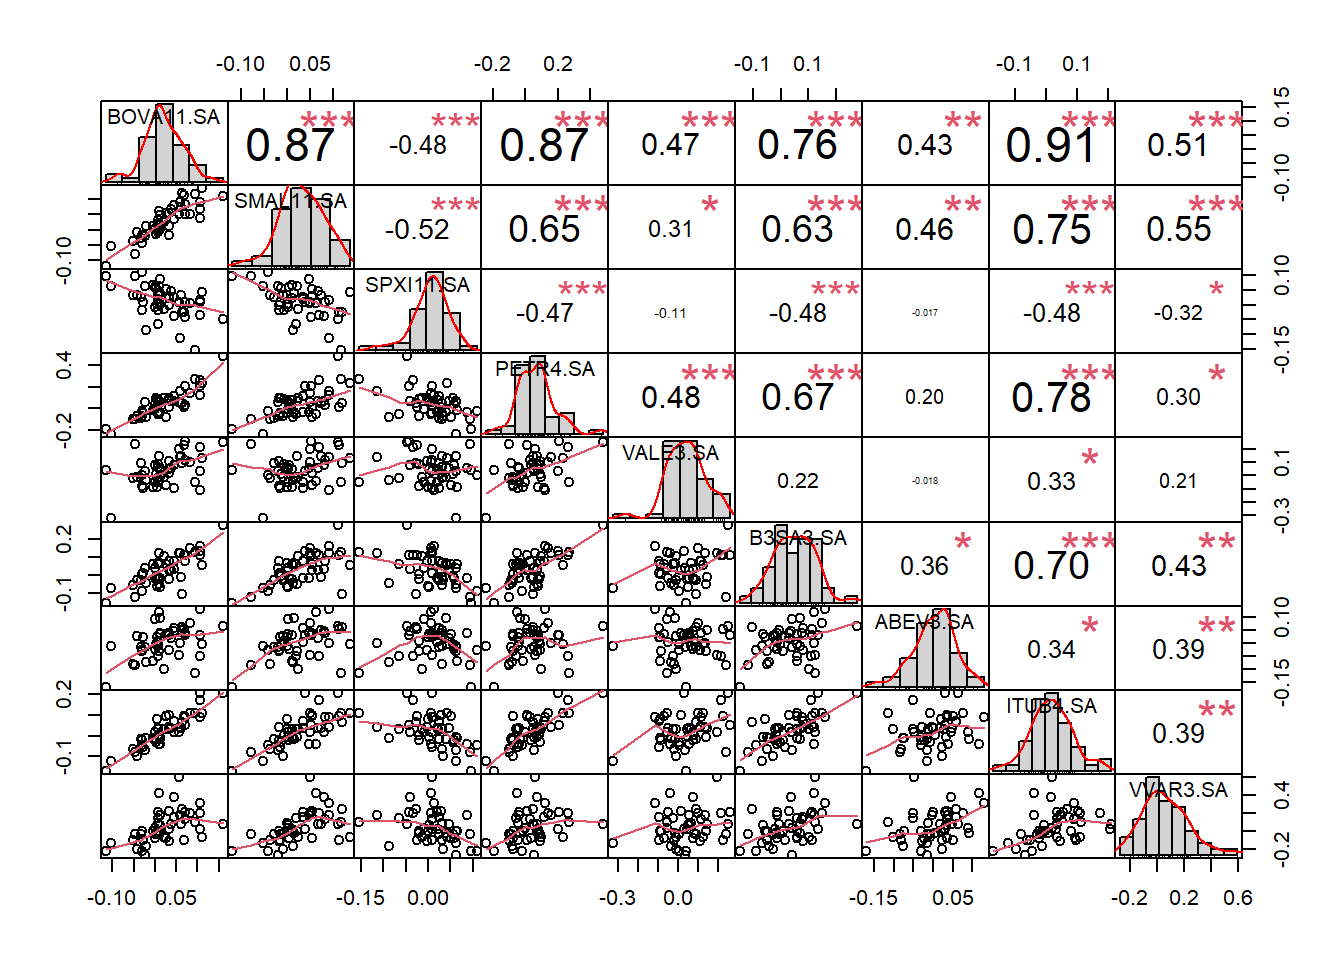 -0.10 0.05 -0.2 0.2 -0.1 0.1 -0.1 0.1
BOVA11.SA 0.87 *** -0.48 *** 0.87 *** 0.47 *** 0.76 *** 0.43 ** 0.91 *** 0.51 *** -0.10 0.15
-0.10 SMAL11.SA -0.52 *** 0.65 *** 0.31 * 0.63 *** 0.46 ** 0.75 *** 0.55 ***
SPXI11.SA -0.47 *** -0.11 -0.48 *** -0.017 -0.48 *** -0.32 * -0.15 0.10
-0.2 0.4 PETR4.SA 0.48 *** 0.67 *** 0.20 0.78 *** 0.30 *
VALE3.SA 0.22 -0.018 0.33 * 0.21 -0.3 0.1
-0.1 0.2 B3SA3.SA 0.36 * 0.70 *** 0.43 **
ABEV3.SA 0.34 * 0.39 ** -0.15 0.10
-0.1 0.2 ITUB4.SA 0.39 **
VVAR3.SA -0.2 0.4
-0.10 0.05 -0.15 0.00 -0.3 0.0 -0.15 0.05 -0.2 0.2 0.6